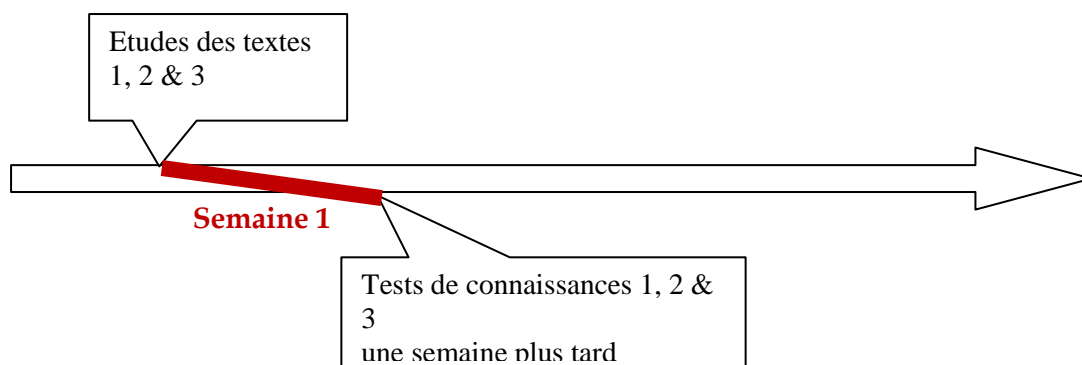 Etudes des textes
1, 2 & 3
Semaine 1
Tests de connaissances 1, 2 &
3
une semaine plus tard